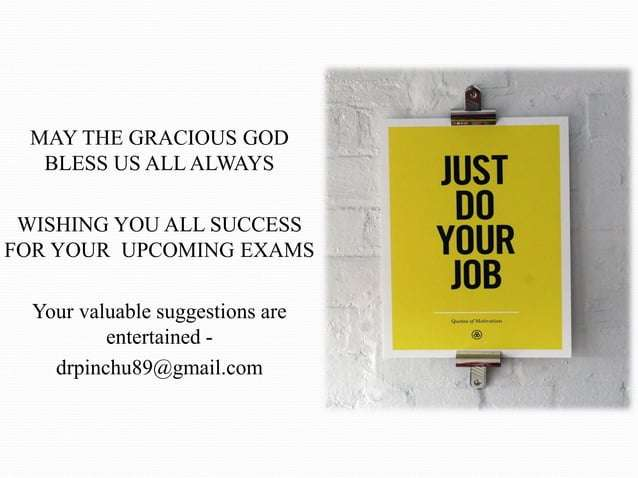 MAY THE GRACIOUS GOD
BLESS US ALL ALWAYS
WISHING YOU ALL SUCCESS
FOR YOUR UPCOMING EXAMS
Your valuable suggestions are
entertained -
drpinchu89@gmail.com
JUST
DO
YOUR
JOB
Quotes of Motivation